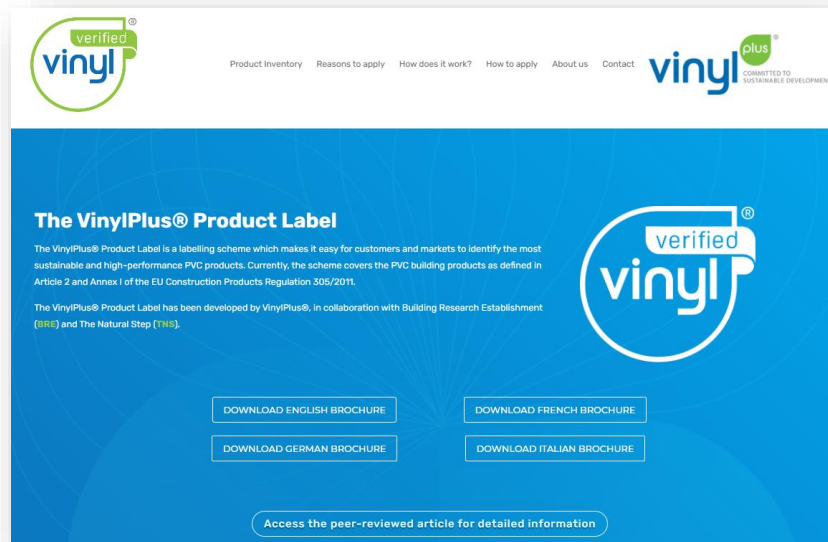 verified
vinyl
®
Product Inventory Reasons to apply How does it work? How to apply About us Contact
vinyl plus ®
COMMITTED TO
SUSTAINABLE DEVELOPMEN
The VinylPlus® Product Label
The VinylPlus® Product Label is a labelling scheme which makes it easy for customers and markets to identify the most
sustainable and high-performance PVC products. Currently, the scheme covers the PVC building products as defined in
Article 2 and Annex I of the EU Construction Products Regulation 305/2011.
The VinylPlus® Product Label has been developed by VinylPlus®, in collaboration with Building Research Establishment
(BRE) and The Natural Step (TNS).
verified
vinyl
®
DOWNLOAD ENGLISH BROCHURE DOWNLOAD FRENCH BROCHURE
DOWNLOAD GERMAN BROCHURE DOWNLOAD ITALIAN BROCHURE
Access the peer-reviewed article for detailed information